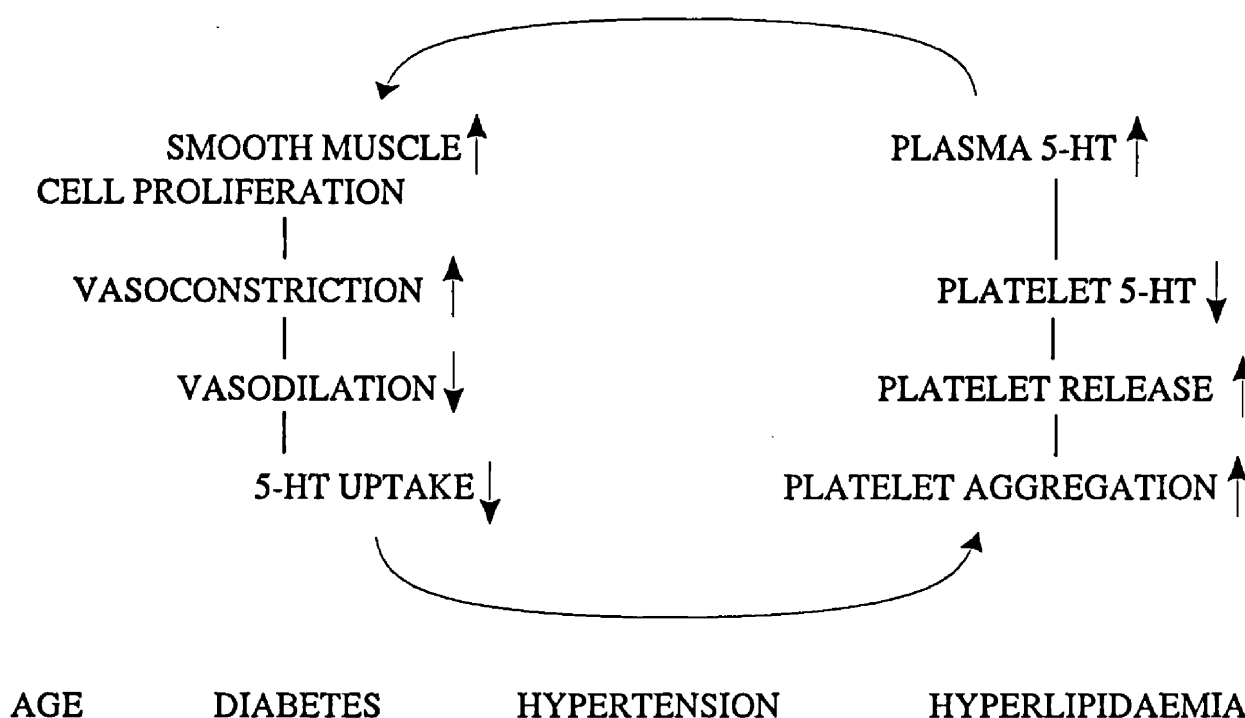 SMOOTH MUSCLE
CELL PROLIFERATION
VASOCONSTRICTION
VASODILATION
5-HT UPTAKE
PLASMA 5-HT
PLATELET 5-HT
PLATELET RELEASE
PLATELET AGGREGATION
AGE DIABETES HYPERTENSION HYPERLIPIDAEMIA